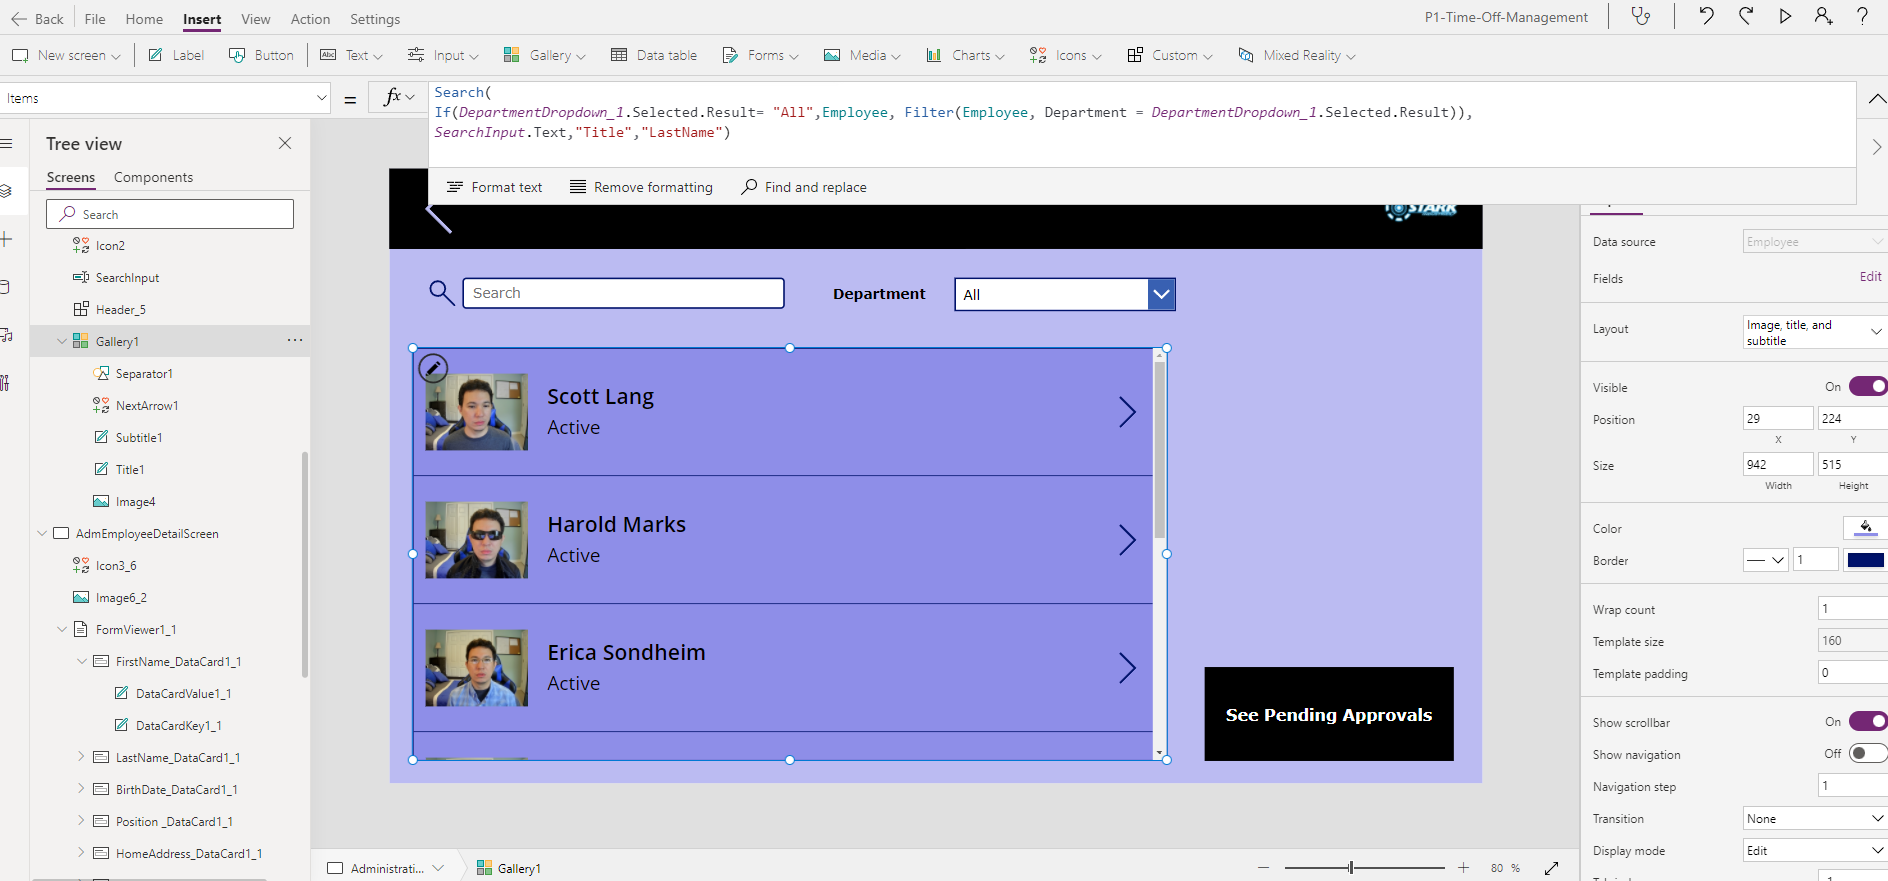 Back File Home Insert View Action Settings P1-Time-Off-Management
New screen Label Button Text Input Gallery Data table Forms Media Charts Icons Custom Mixed Reality
Items = fx
Search(
If(DepartmentDropdown_1.Selected.Result= "All",Employee, Filter(Employee, Department = DepartmentDropdown_1.Selected.Result)),
SearchInput.Text,"Title","LastName")
Format text Remove formatting Find and replace
Tree view
Screens Components
Search
Icon2
SearchInput
Header_5
Gallery1
Separator1
NextArrow1
Subtitle1
Title1
Image4
AdmEmployeeDetailScreen
Icon3_6
Image6_2
FormViewer1_1
FirstName_DataCard1_1
DataCardValue1_1
DataCardKey1_1
LastName_DataCard1_1
BirthDate_DataCard1_1
Position _DataCard1_1
HomeAddress_DataCard1_1
STARK
Search Department All
Scott Lang
Active
Harold Marks
Active
Erica Sondheim
Active
See Pending Approvals
Administrati... Gallery1 80 %
Data source Employee
Fields Edit
Layout Image, title, and
subtitle
Visible On
Position 29 224
X Y
Size 942 515
Width Height
Color
Border 1
Wrap count 1
Template size 160
Template padding 0
Show scrollbar On
Show navigation Off
Navigation step 1
Transition None
Display mode Edit